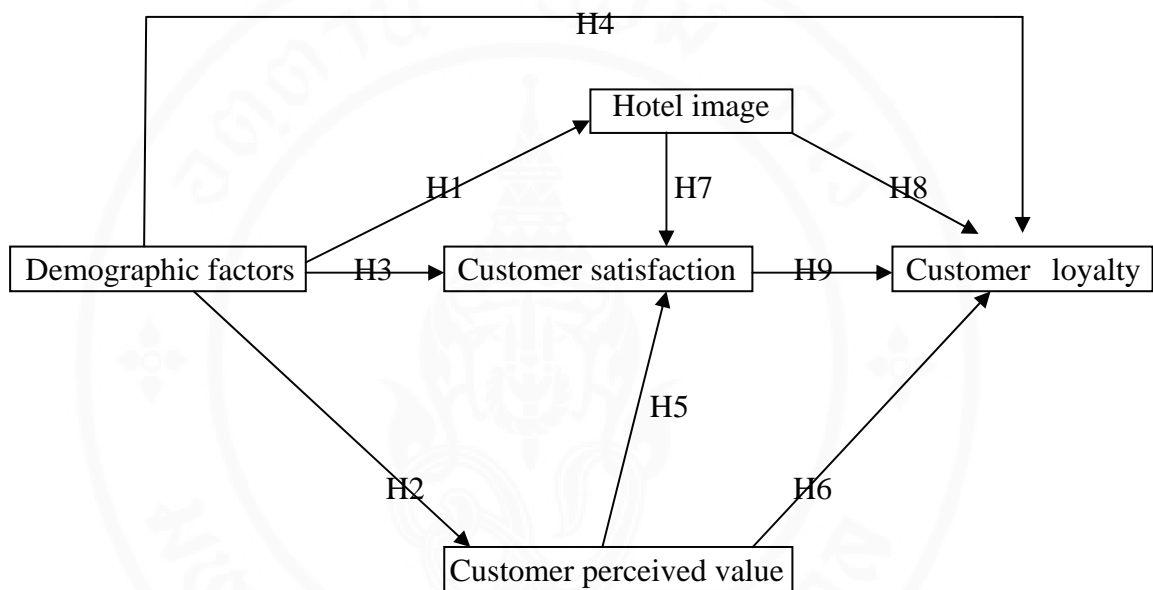 H4
Hotel image
H1
H7
H8
Demographic factors
H3
Customer satisfaction
H9
Customer loyalty
H5
H2
H6
Customer perceived value